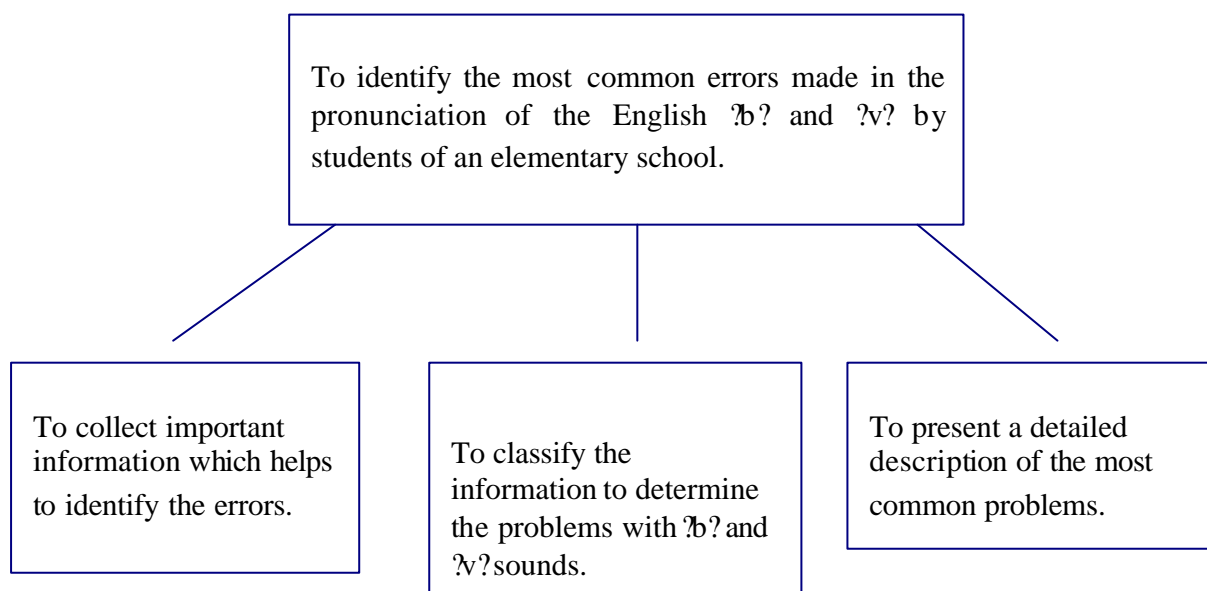 To identify the most common errors made in the
pronunciation of the English ?b? and ?v? by
students of an elementary school.
To collect important
information which helps
to identify the errors.
To classify the
information to determine
the problems with ?b? and
?v? sounds.
To present a detailed
description of the most
common problems.